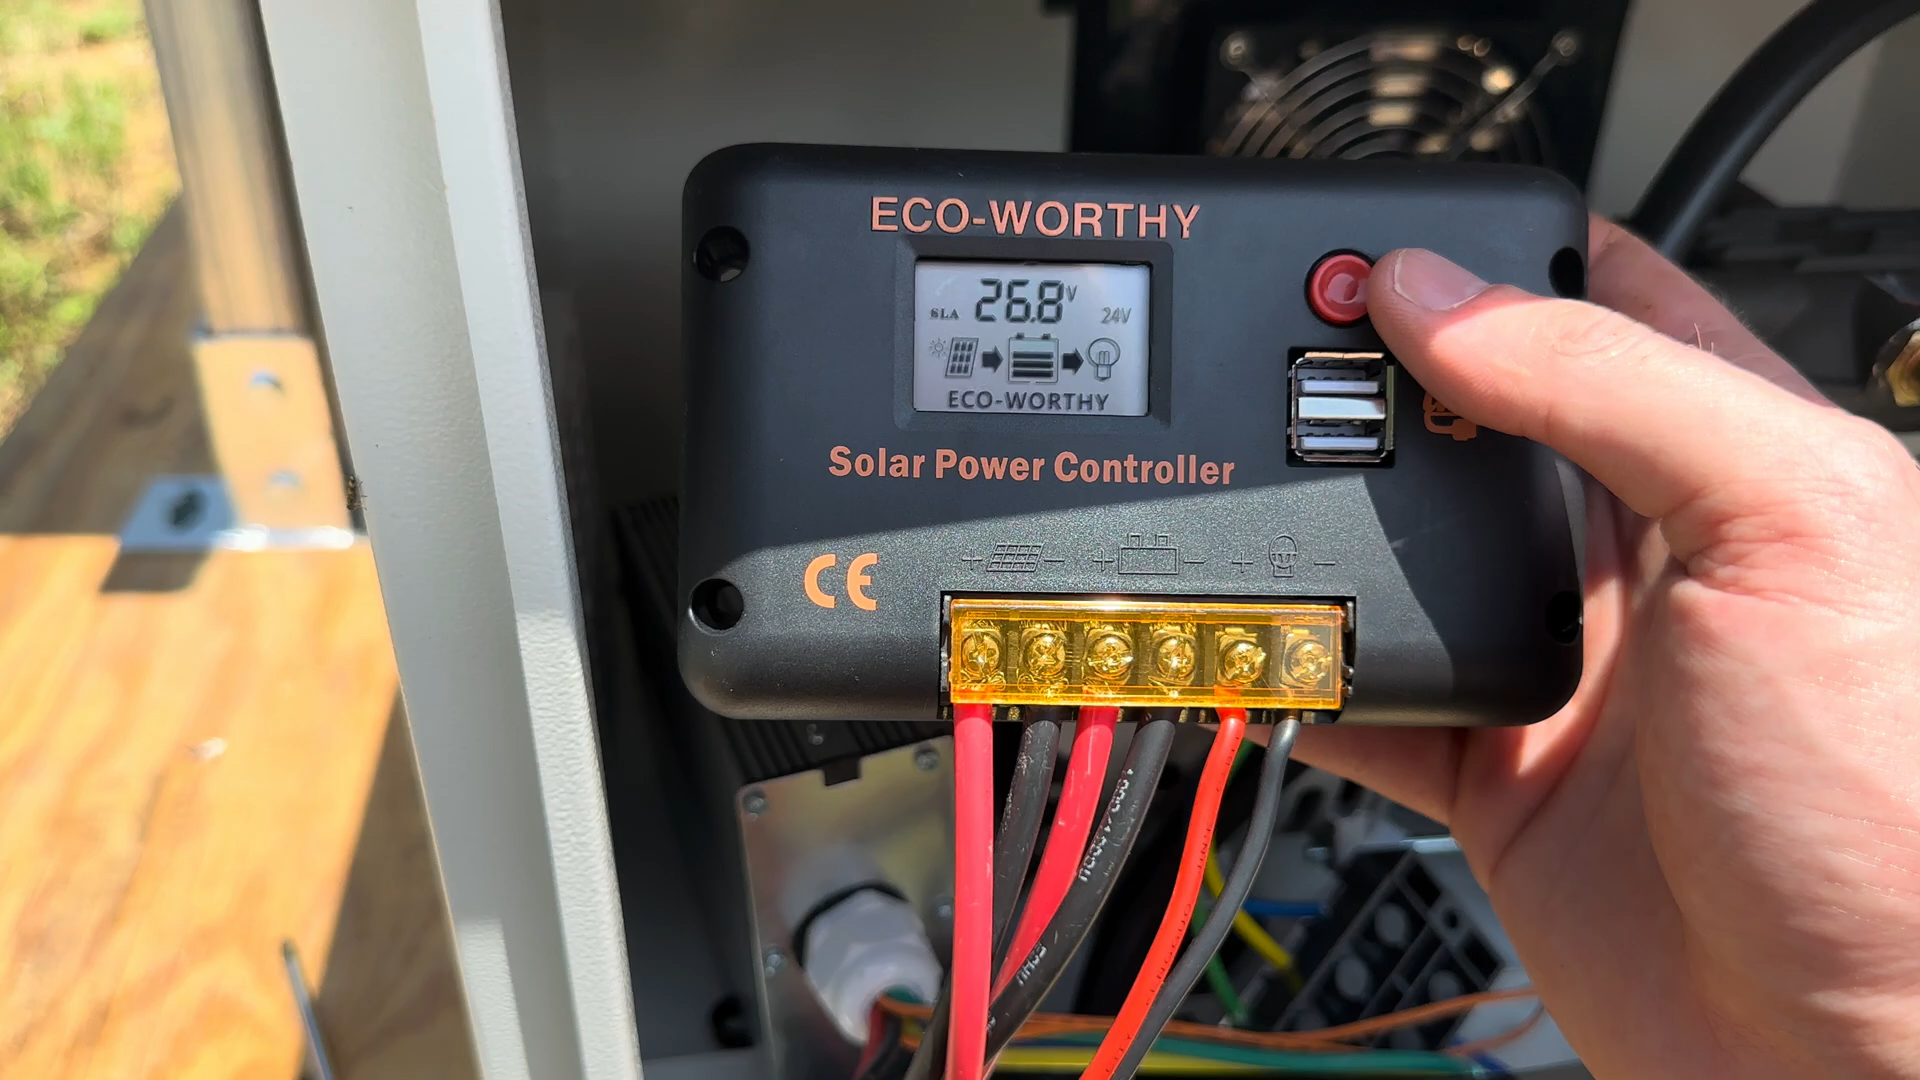 ECO-WORTHY
26.8V
SLA
24V
ECO-WORTHY
Solar Power Controller
+ - + - + -
CE